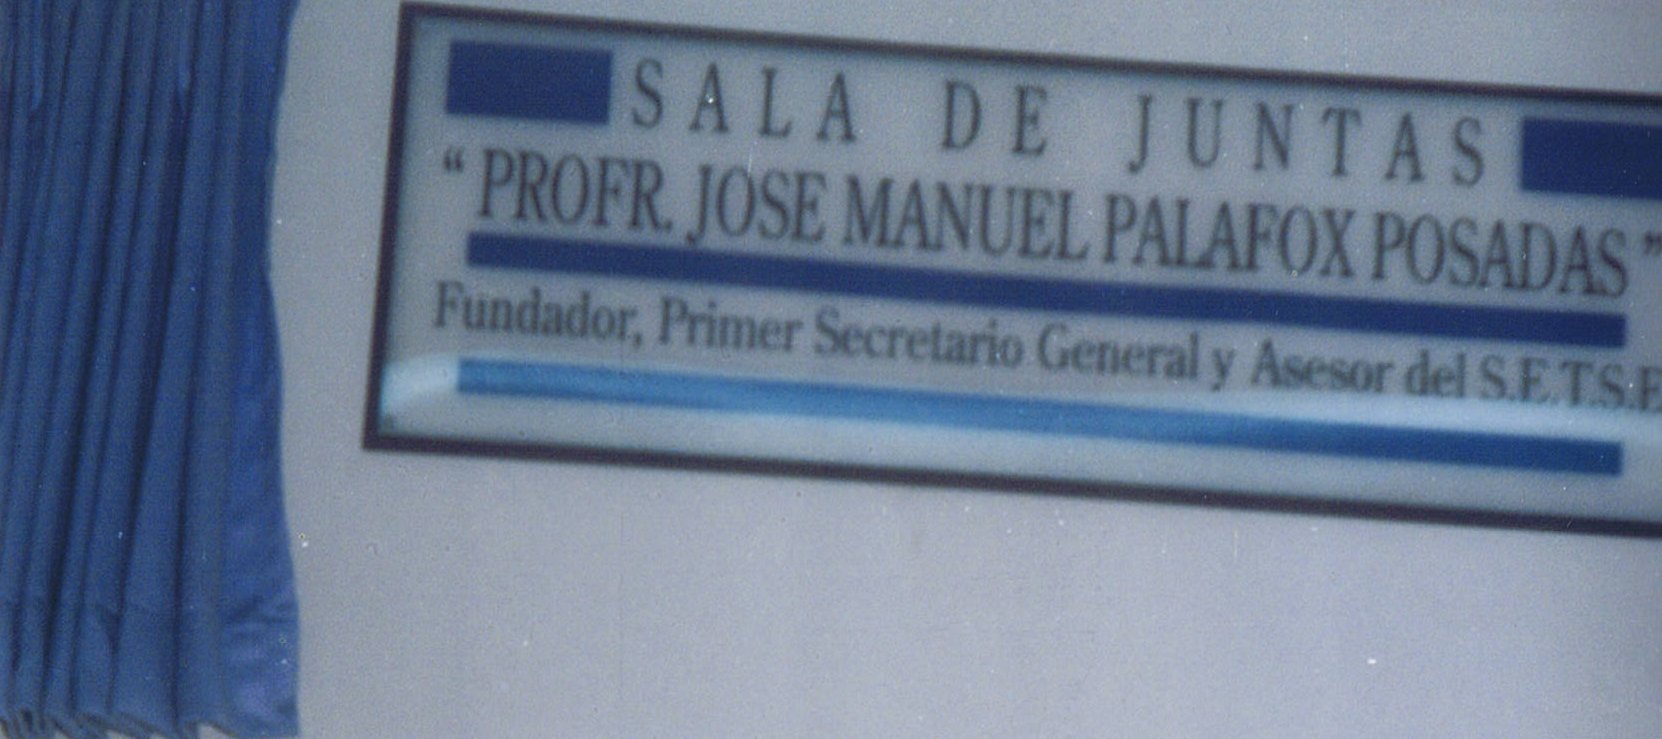 SALA DE JUNTAS
“ PROFR. JOSE MANUEL PALAFOX POSADAS ”
Fundador, Primer Secretario General y Asesor del S.E.T.S.E